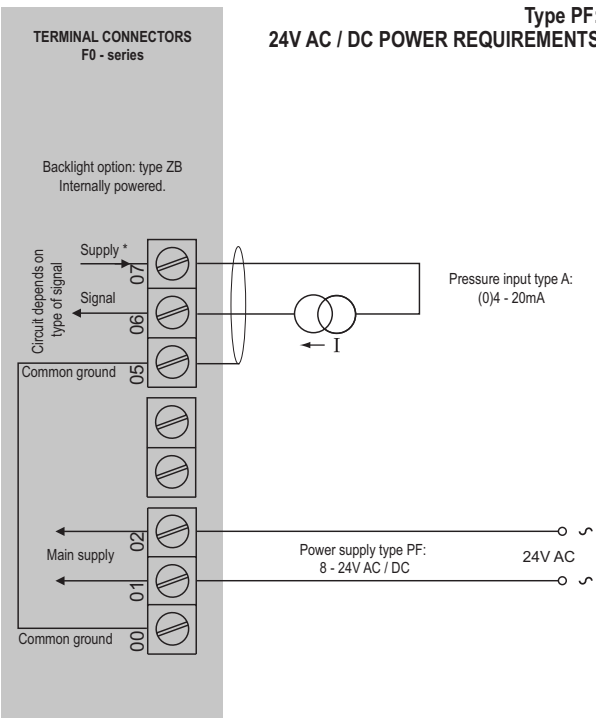 Type PF:
24V AC / DC POWER REQUIREMENTS
TERMINAL CONNECTORS
F0 - series
Backlight option: type ZB
Internally powered.
Circuit depends on
type of signal
Supply *
07
Signal
06
Common ground
05
I
Pressure input type A:
(0)4 - 20mA
02
Main supply
01
Power supply type PF:
8 - 24V AC / DC
24V AC
Common ground
00